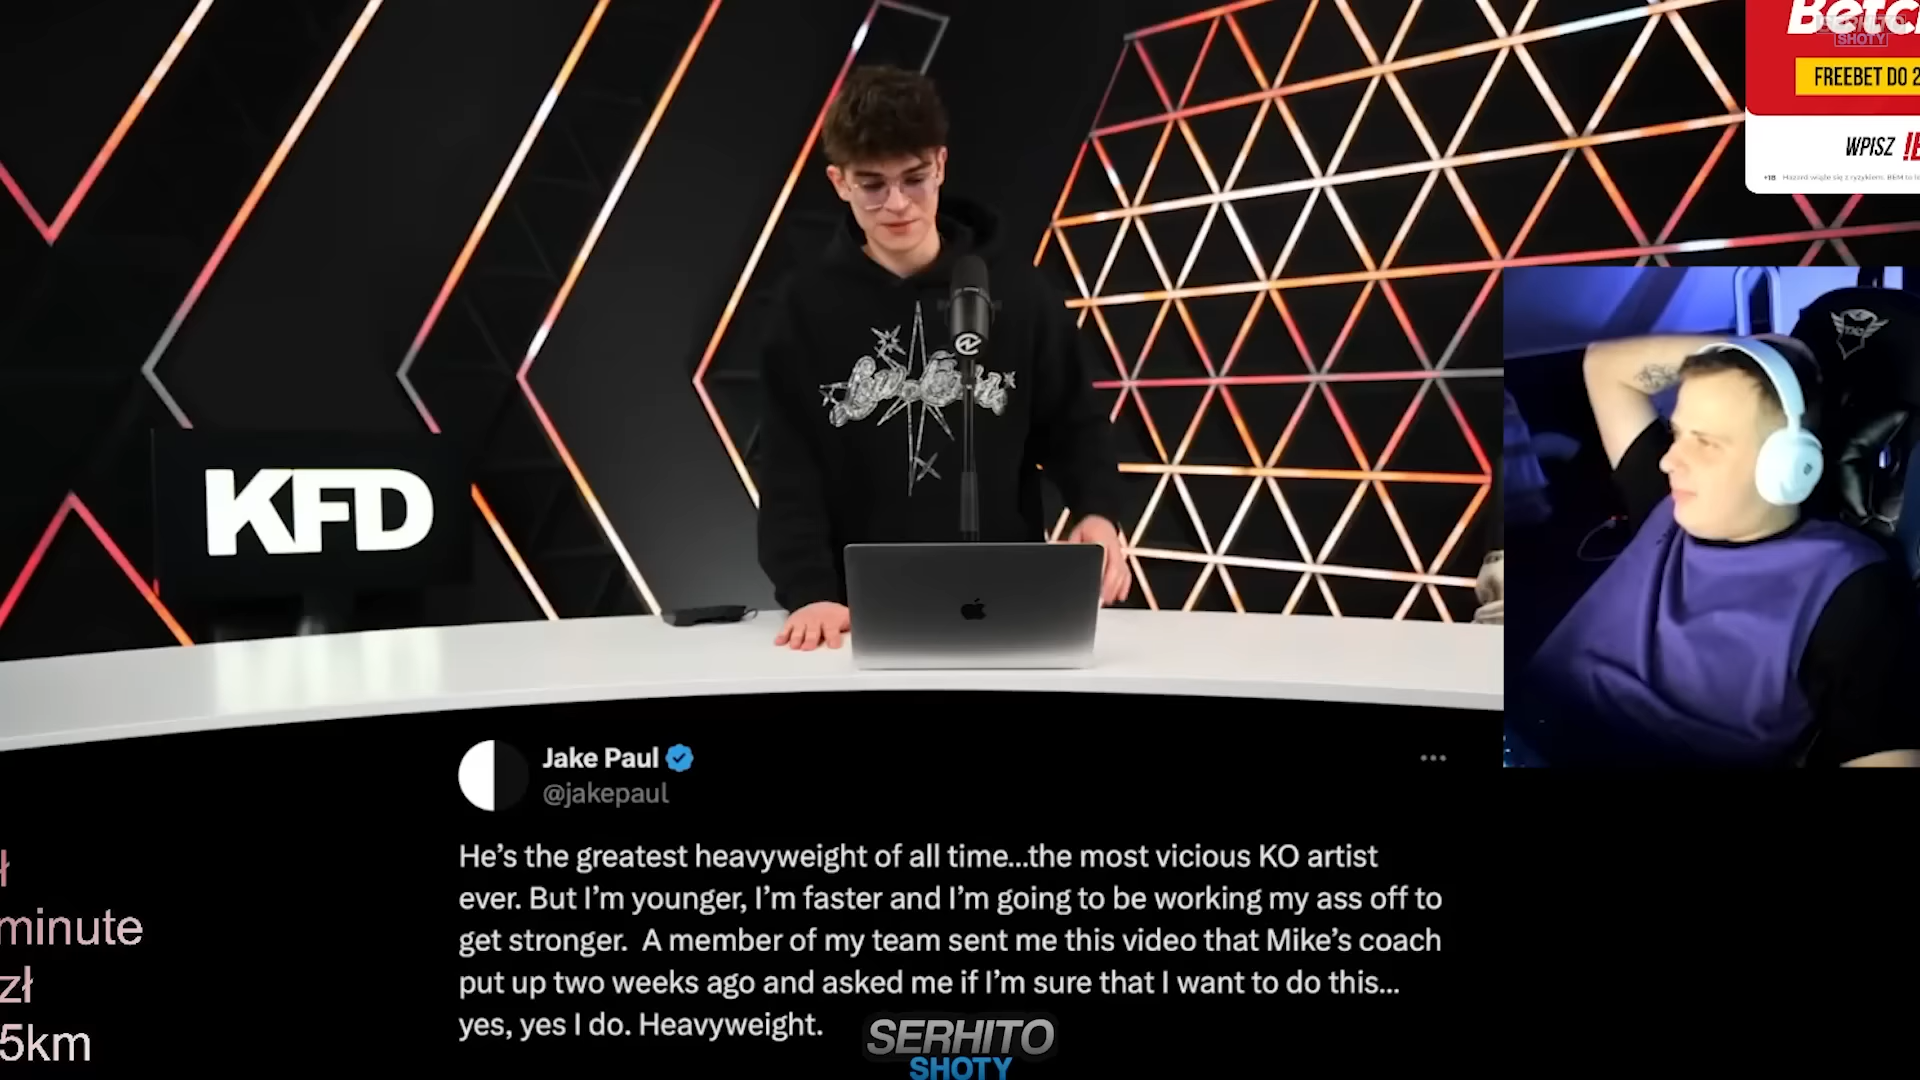 SHOTY
FREEBET DO 2
WPISZ
+18
KFD
Jake Paul
@jakepaul
He’s the greatest heavyweight of all time...the most vicious KO artist
ever. But I’m younger, I’m faster and I’m going to be working my ass off to
get stronger. A member of my team sent me this video that Mike’s coach
put up two weeks ago and asked me if I’m sure that I want to do this...
yes, yes I do. Heavyweight.
ł
minute
zł
5km
SERHITO
SHOTY